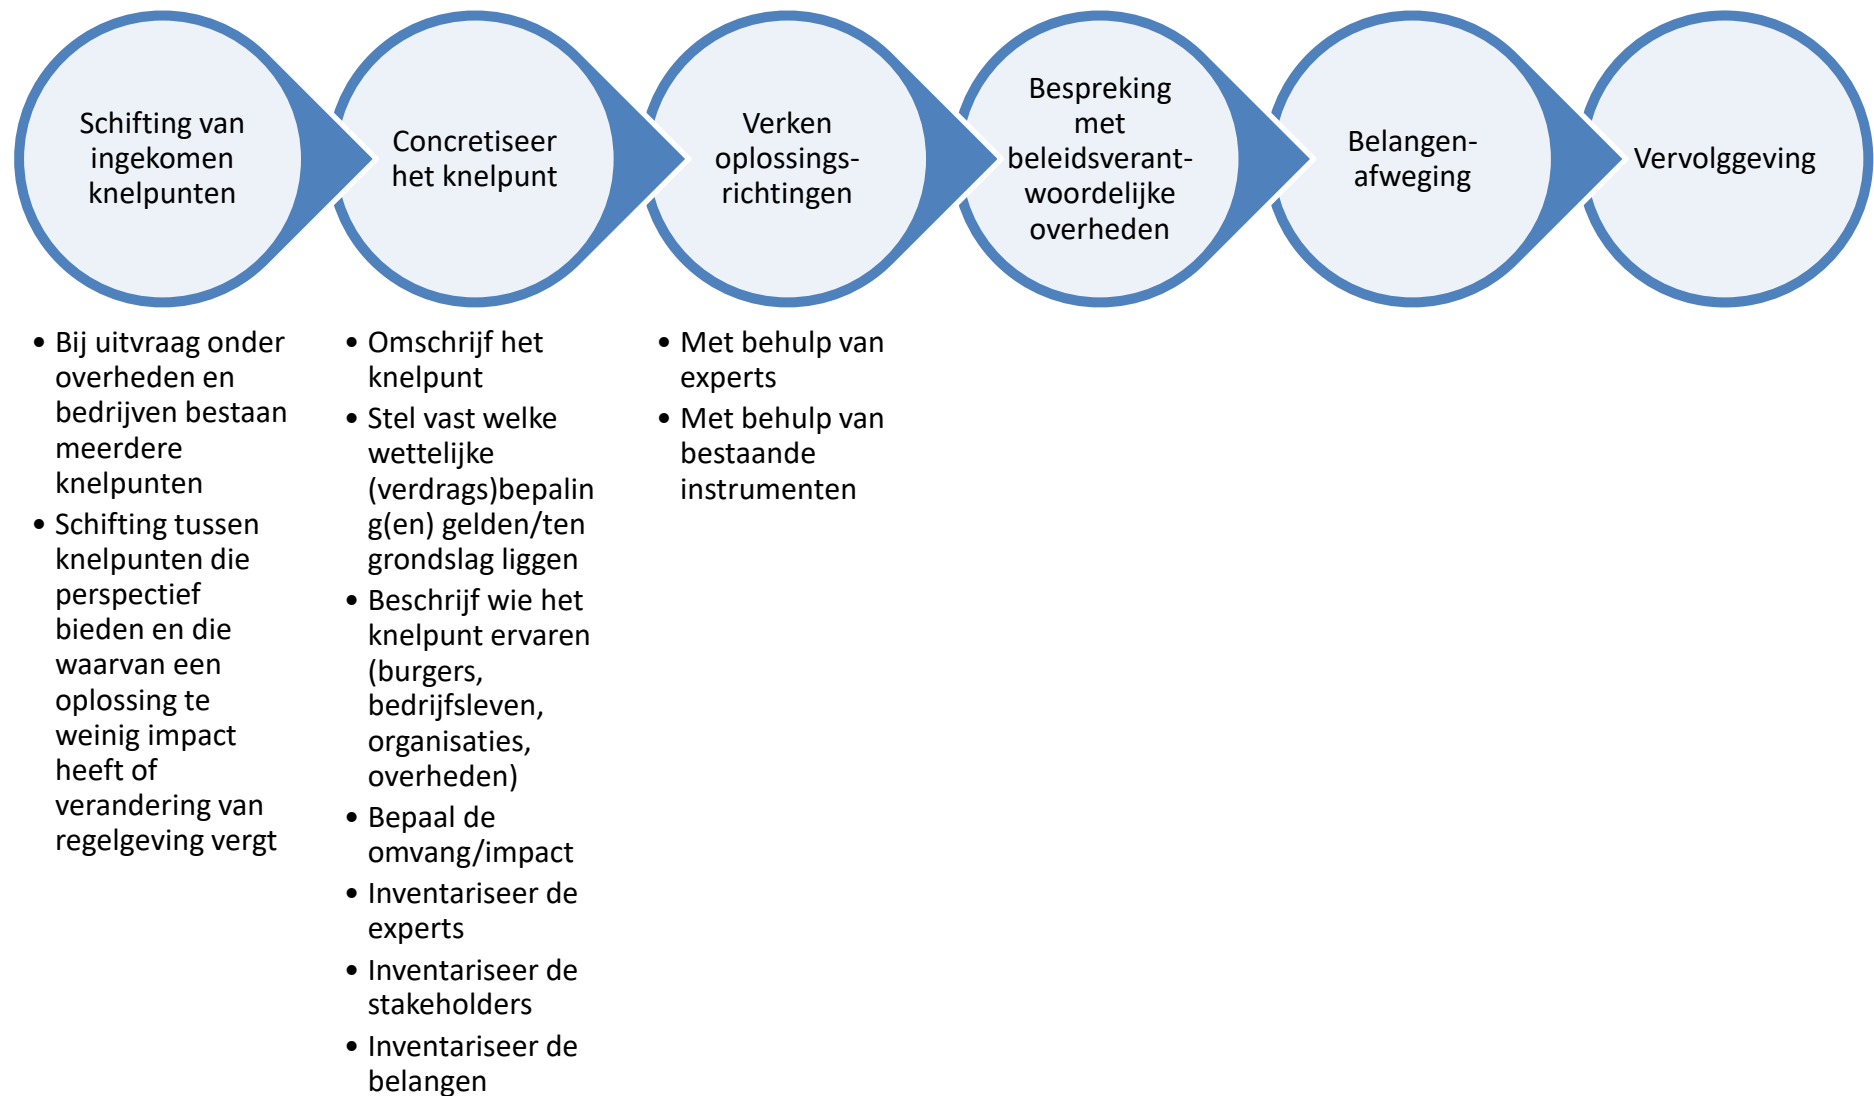 Schifting van
ingekomen
knelpunten
Concretiseer
het knelpunt
Verken
oplossings-
richtingen
Bespreking
met
beleidsverant-
woordelijke
overheden
Belangen-
afweging
Vervolggeving
• Bij uitvraag onder
overheden en
bedrijven bestaan
meerdere
knelpunten
• Schifting tussen
knelpunten die
perspectief
bieden en die
waarvan een
oplossing te
weinig impact
heeft of
verandering van
regelgeving vergt
• Omschrijf het
knelpunt
• Stel vast welke
wettelijke
(verdrags)bepalin
g(en) gelden/ten
grondslag liggen
• Beschrijf wie het
knelpunt ervaren
(burgers,
bedrijfsleven,
organisaties,
overheden)
• Bepaal de
omvang/impact
• Inventariseer de
experts
• Inventariseer de
stakeholders
• Inventariseer de
belangen
• Met behulp van
experts
• Met behulp van
bestaande
instrumenten